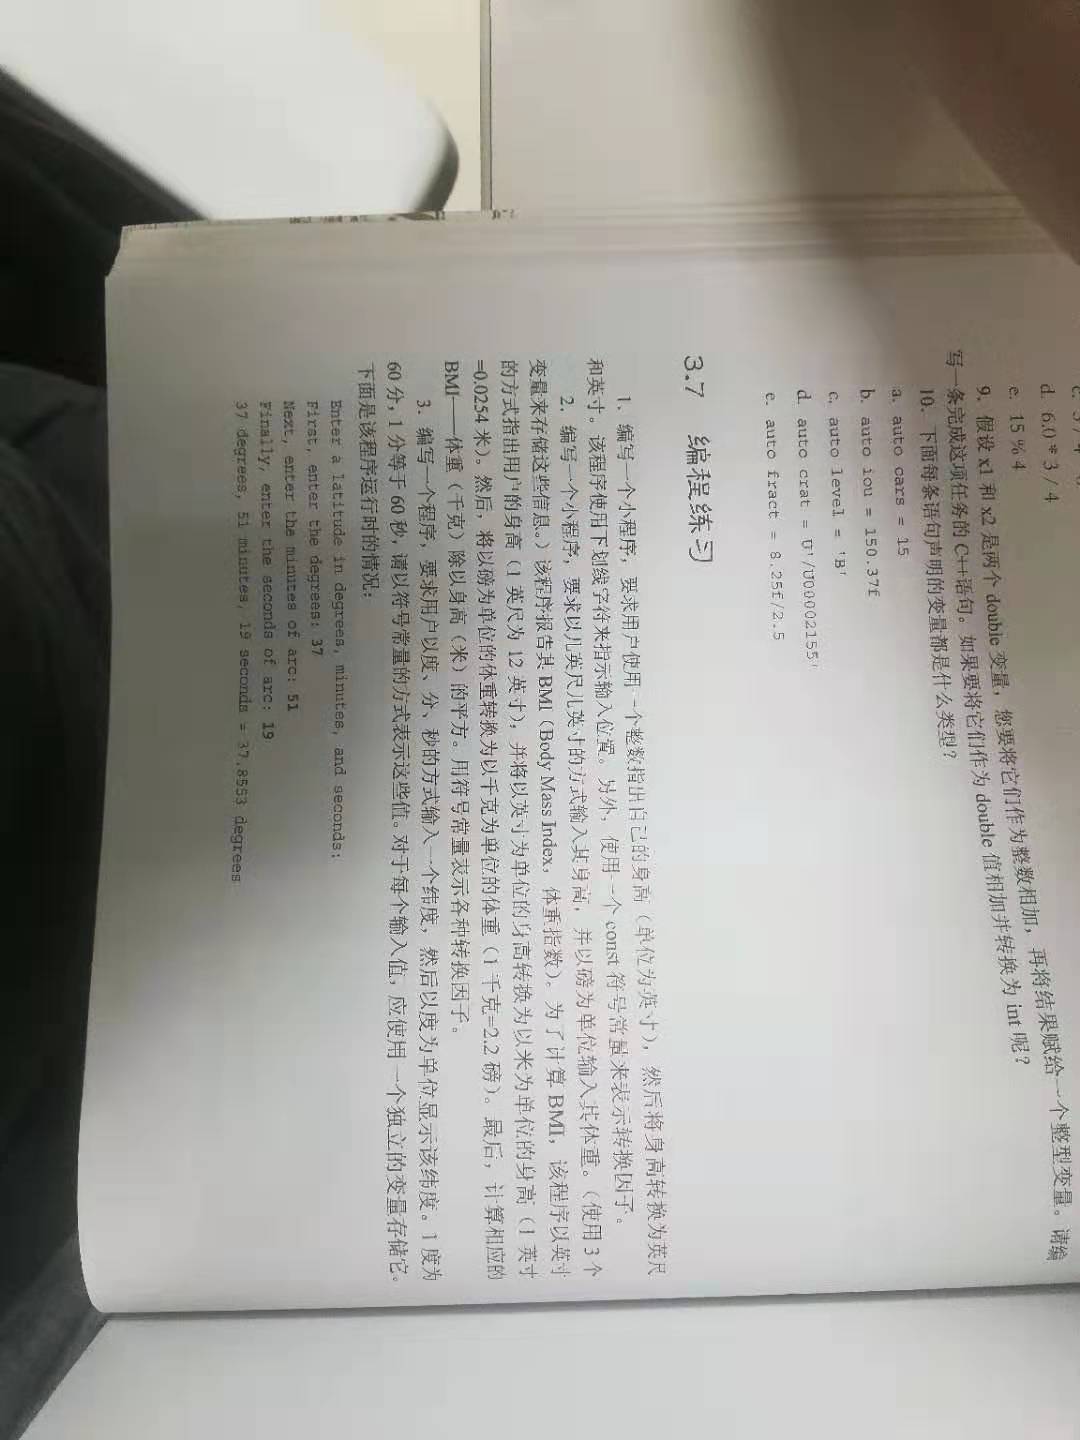 d. 6.0 * 3 / 4
e. 15 % 4
9. 假设 x1 和 x2 是两个 double 变量，您要将它们作为整数相加，再将结果赋给一个整型变量。请编
写一条完成这项任务的 C++语句。如果要将它们作为 double 值相加并转换为 int 呢？
10. 下面每条语句声明的变量都是什么类型？
a. auto cars = 15
b. auto iou = 150.37f
c. auto level = 'B'
d. auto crat = U'/U00002155'
e. auto fract = 8.25f/2.5
3.7 编程练习
1. 编写一个小程序，要求用户使用一个整数指出自己的身高（单位为英寸），然后将身高转换为英尺
和英寸。该程序使用下划线字符来指示输入位置。另外，使用一个 const 符号常量来表示转换因子。
2. 编写一个小程序，要求以几英尺几英寸的方式输入其身高，并以磅为单位输入其体重。（使用 3 个
变量来存储这些信息。）该程序报告其 BMI（Body Mass Index，体重指数）。为了计算 BMI，该程序以英寸
的方式指出用户的身高（1 英尺为 12 英寸），并将以英寸为单位的身高转换为以米为单位的身高（1 英寸
=0.0254 米）。然后，将以磅为单位的体重转换为以千克为单位的体重（1 千克=2.2 磅）。最后，计算相应的
BMI——体重（千克）除以身高（米）的平方。用符号常量表示各种转换因子。
3. 编写一个程序，要求用户以度、分、秒的方式输入一个纬度，然后以度为单位显示该纬度。1 度为
60 分，1 分等于 60 秒，请以符号常量的方式表示这些值。对于每个输入值，应使用一个独立的变量存储它。
下面是该程序运行时的情况：
Enter a latitude in degrees, minutes, and seconds:
First, enter the degrees: 37
Next, enter the minutes of arc: 51
Finally, enter the seconds of arc: 19
37 degrees, 51 minutes, 19 seconds = 37.8553 degrees